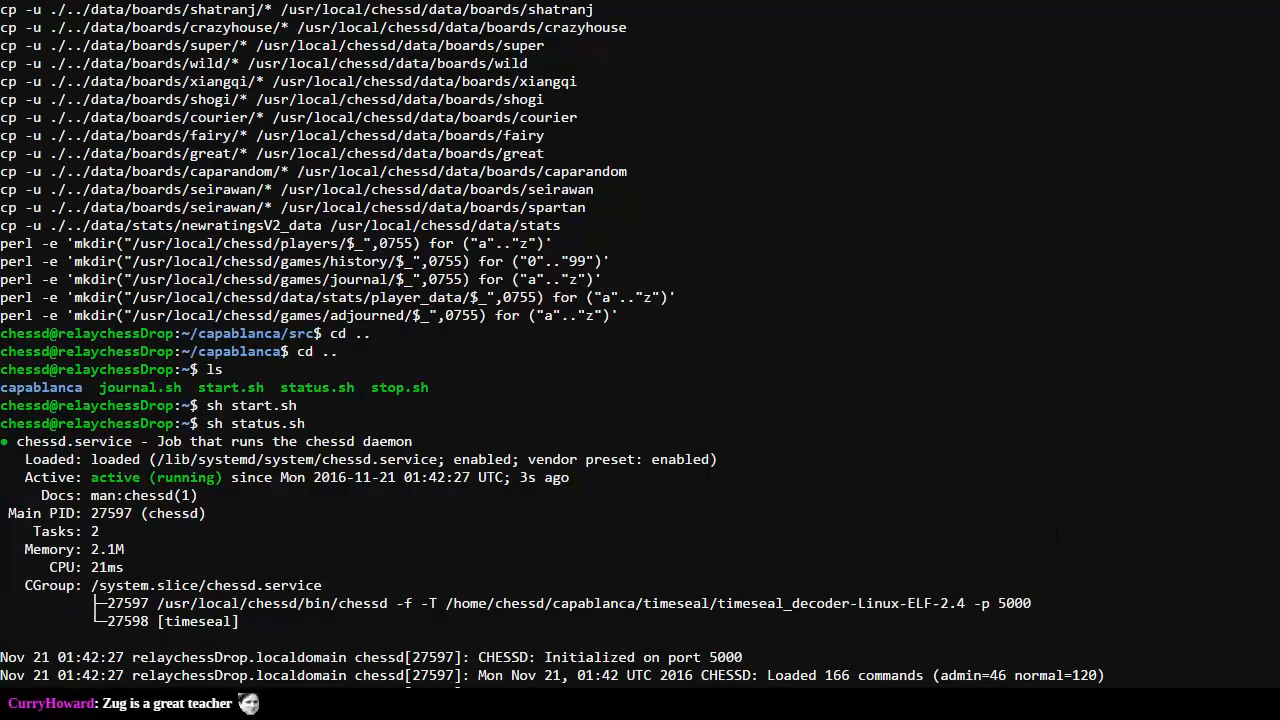 cp -u ./../data/boards/shatranj/* /usr/local/chessd/data/boards/shatranj
cp -u ./../data/boards/crazyhouse/* /usr/local/chessd/data/boards/crazyhouse
cp -u ./../data/boards/super/* /usr/local/chessd/data/boards/super
cp -u ./../data/boards/wild/* /usr/local/chessd/data/boards/wild
cp -u ./../data/boards/xiangqi/* /usr/local/chessd/data/boards/xiangqi
cp -u ./../data/boards/shogi/* /usr/local/chessd/data/boards/shogi
cp -u ./../data/boards/courier/* /usr/local/chessd/data/boards/courier
cp -u ./../data/boards/fairy/* /usr/local/chessd/data/boards/fairy
cp -u ./../data/boards/great/* /usr/local/chessd/data/boards/great
cp -u ./../data/boards/caparandom/* /usr/local/chessd/data/boards/caparandom
cp -u ./../data/boards/seirawan/* /usr/local/chessd/data/boards/seirawan
cp -u ./../data/boards/seirawan/* /usr/local/chessd/data/boards/spartan
cp -u ./../data/stats/newratingsV2_data /usr/local/chessd/data/stats
perl -e 'mkdir("/usr/local/chessd/players/$_",0755) for ("a".."z")'
perl -e 'mkdir("/usr/local/chessd/games/history/$_",0755) for ("0".."99")'
perl -e 'mkdir("/usr/local/chessd/games/journal/$_",0755) for ("a".."z")'
perl -e 'mkdir("/usr/local/chessd/data/stats/player_data/$_",0755) for ("a".."z")'
perl -e 'mkdir("/usr/local/chessd/games/adjourned/$_",0755) for ("a".."z")'
chessd@relaychessDrop:~/capablanca/src$ cd ..
chessd@relaychessDrop:~/capablanca$ cd ..
chessd@relaychessDrop:~$ ls
capablanca  journal.sh  start.sh  status.sh  stop.sh
chessd@relaychessDrop:~$ sh start.sh
chessd@relaychessDrop:~$ sh status.sh
● chessd.service - Job that runs the chessd daemon
   Loaded: loaded (/lib/systemd/system/chessd.service; enabled; vendor preset: enabled)
   Active: active (running) since Mon 2016-11-21 01:42:27 UTC; 3s ago
     Docs: man:chessd(1)
 Main PID: 27597 (chessd)
    Tasks: 2
   Memory: 2.1M
      CPU: 21ms
   CGroup: /system.slice/chessd.service
           ├─27597 /usr/local/chessd/bin/chessd -f -T /home/chessd/capablanca/timeseal/timeseal_decoder-Linux-ELF-2.4 -p 5000
           └─27598 [timeseal]
Nov 21 01:42:27 relaychessDrop.localdomain chessd[27597]: CHESSD: Initialized on port 5000
Nov 21 01:42:27 relaychessDrop.localdomain chessd[27597]: Mon Nov 21, 01:42 UTC 2016 CHESSD: Loaded 166 commands (admin=46 normal=120)
CurryHoward: Zug is a great teacher